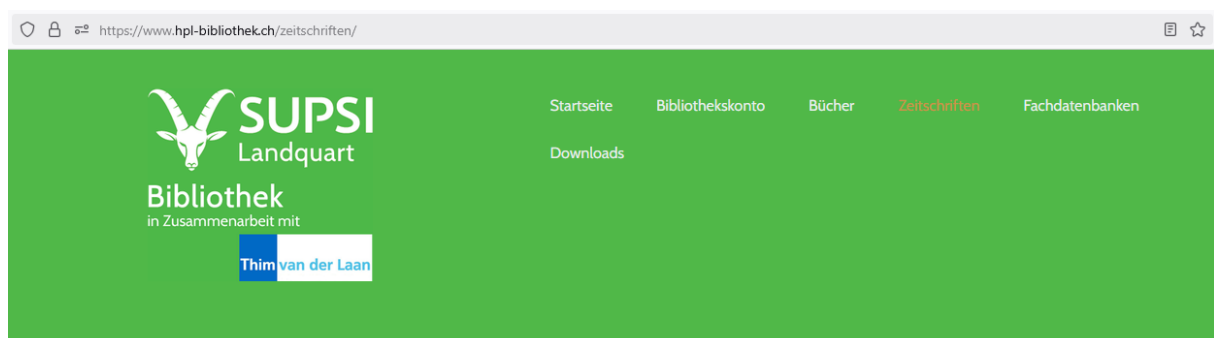 https://www.hpl-bibliothek.ch/zeitschriften/
SUPSI
Landquart
Bibliothek
in Zusammenarbeit mit
Thim van der Laan
Startseite Bibliothekskonto Bücher Zeitschriften Fachdatenbanken
Downloads